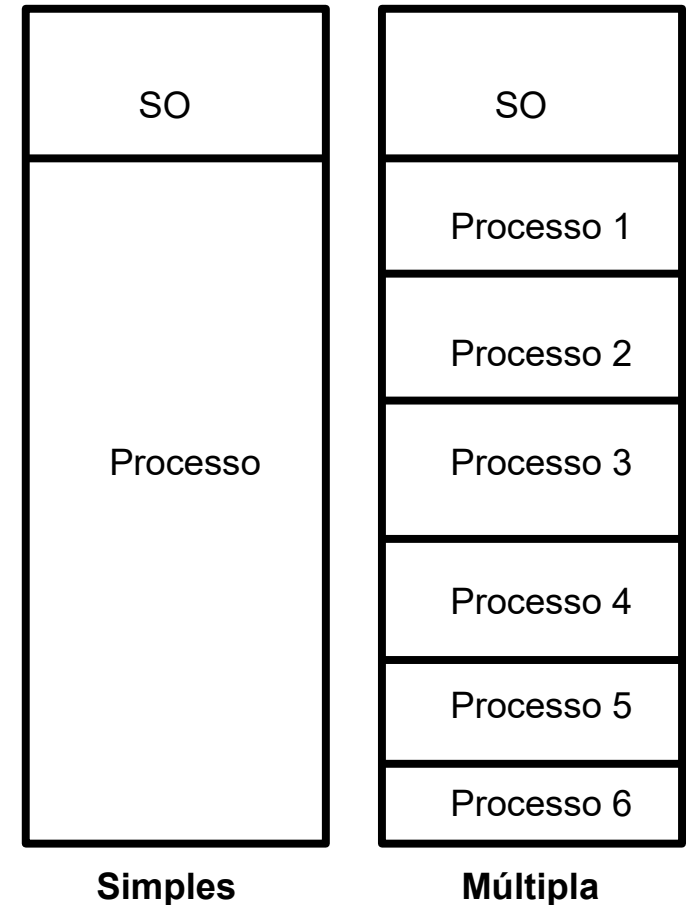 SO
Processo
Simples
SO
Processo 1
Processo 2
Processo 3
Processo 4
Processo 5
Processo 6
Múltipla